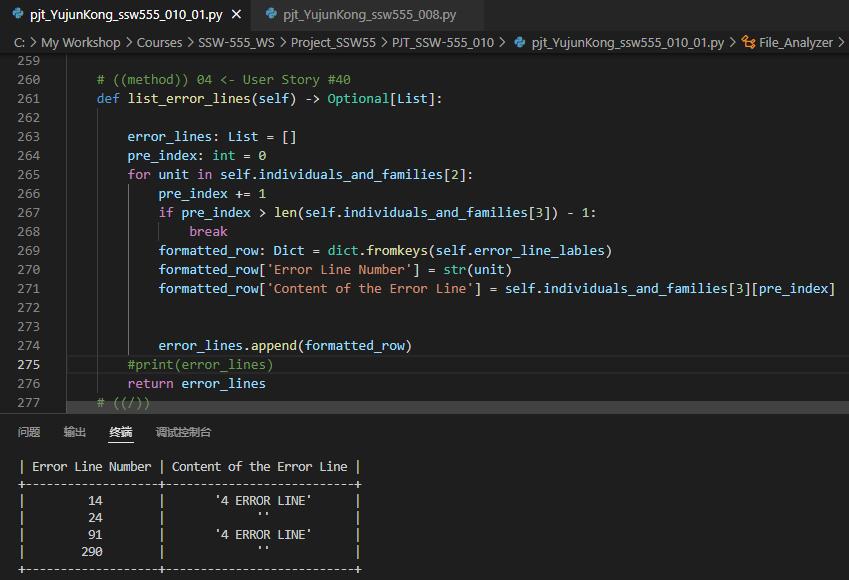 pjt_YujunKong_ssw555_010_01.py × pjt_YujunKong_ssw555_008.py
C: > My Workshop > Courses > SSW-555_WS > Project_SSW55 > PJT_SSW-555_010 > pjt_YujunKong_ssw555_010_01.py > File_Analyzer >
259
260 # ((method)) 04 <- User Story #40
261 def list_error_lines(self) -> Optional[List]:
262
263 error_lines: List = []
264 pre_index: int = 0
265 for unit in self.individuals_and_families[2]:
266 pre_index += 1
267 if pre_index > len(self.individuals_and_families[3]) - 1:
268 break
269 formatted_row: Dict = dict.fromkeys(self.error_line_lables)
270 formatted_row['Error Line Number'] = str(unit)
271 formatted_row['Content of the Error Line'] = self.individuals_and_families[3][pre_index]
272
273
274 error_lines.append(formatted_row)
275 #print(error_lines)
276 return error_lines
277 # ((/))
问题 输出 终端 调试控制台
| Error Line Number | Content of the Error Line |
+-------------------+---------------------------+
| 14 | '4 ERROR LINE' |
| 24 | '' |
| 91 | '4 ERROR LINE' |
| 290 | '' |
+-------------------+---------------------------+